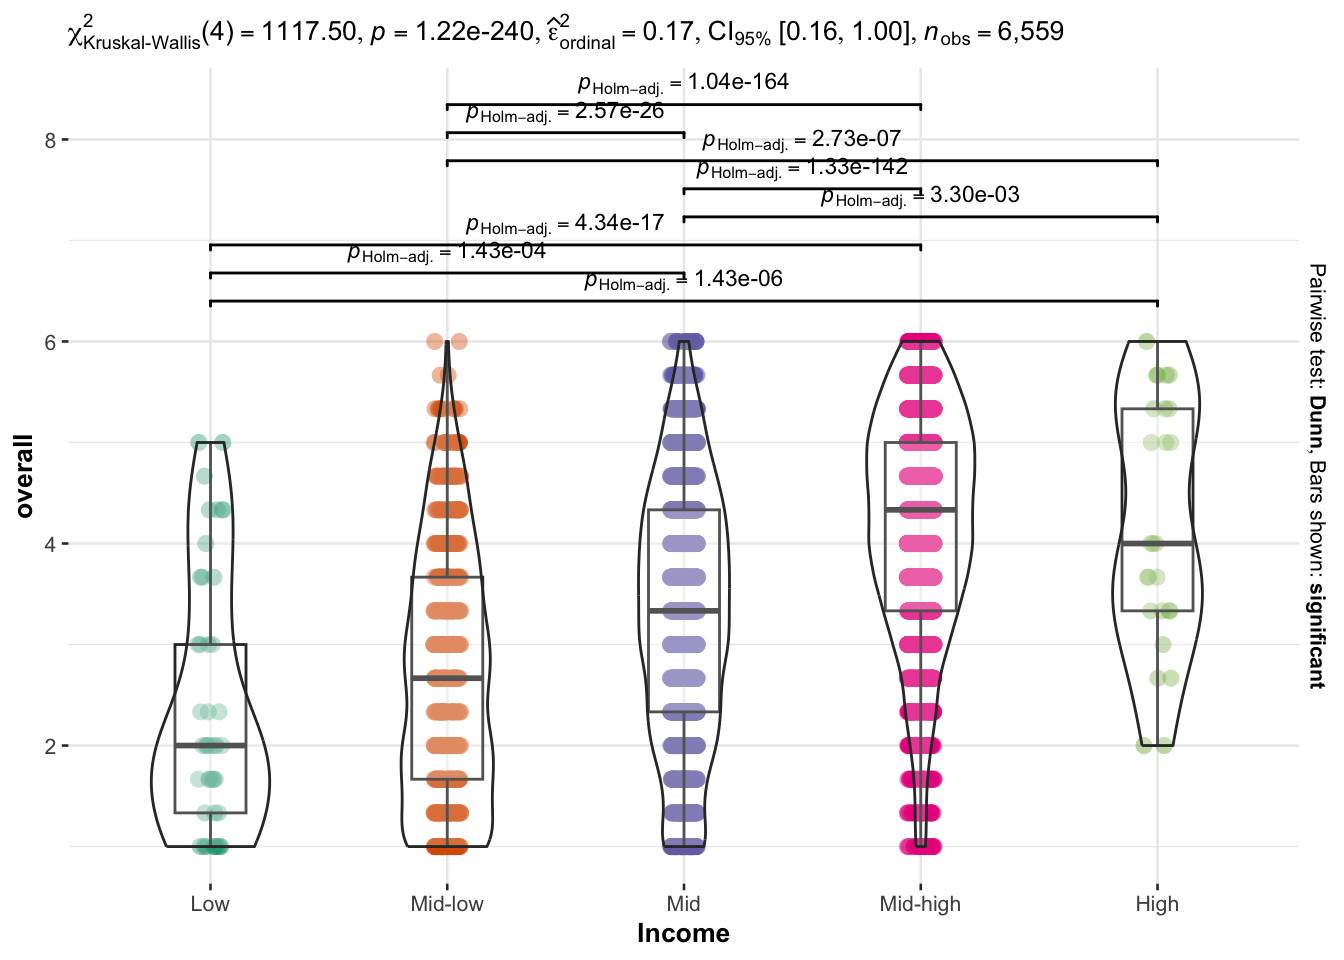 χ²Kruskal-Wallis(4) = 1117.50, p = 1.22e-240, ε̂²ordinal = 0.17, CI95% [0.16, 1.00], nobs = 6,559
pHolm−adj. = 1.04e-164
pHolm−adj. = 2.57e-26
pHolm−adj. = 2.73e-07
pHolm−adj. = 1.33e-142
pHolm−adj. = 3.30e-03
pHolm−adj. = 4.34e-17
pHolm−adj. = 1.43e-04
pHolm−adj. = 1.43e-06
8
6
4
2
overall
Low Mid-low Mid Mid-high High
Income
Pairwise test: Dunn, Bars shown: significant